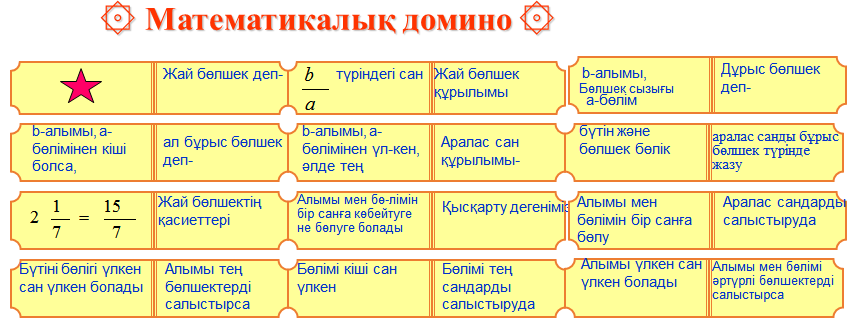 Математикалық домино
Жай бөлшек деп-
b
a
түріндегі сан
Жай бөлшек
құрылымы
b-алымы,
Бөлшек сызығы
a-бөлім
Дұрыс бөлшек
деп-
b-алымы, a-
бөлімінен кіші
болса,
ал бұрыс бөлшек
деп-
b-алымы, a-
бөлімінен үл-кен,
әлде тең
Аралас сан
құрылымы-
бүтін және
бөлшек бөлік
аралас санды бұрыс
бөлшек түрінде
жазу
2 1/7 = 15/7
Жай бөлшектің
қасиеттері
Алымы мен бө-лімін
бір санға көбейтуге
не бөлуге болады
Қысқарту дегеніміз
Алымы мен
бөлімін бір санға
бөлу
Аралас сандарды
салыстыруда
Бүтіні бөлігі үлкен
сан үлкен болады
Алымы тең
бөлшектерді
салыстырса
Бөлімі кіші сан
үлкен
Бөлімі тең
сандарды
салыстыруда
Алымы үлкен сан
үлкен болады
Алымы мен бөлімі
әртүрлі бөлшектерді
салыстырса